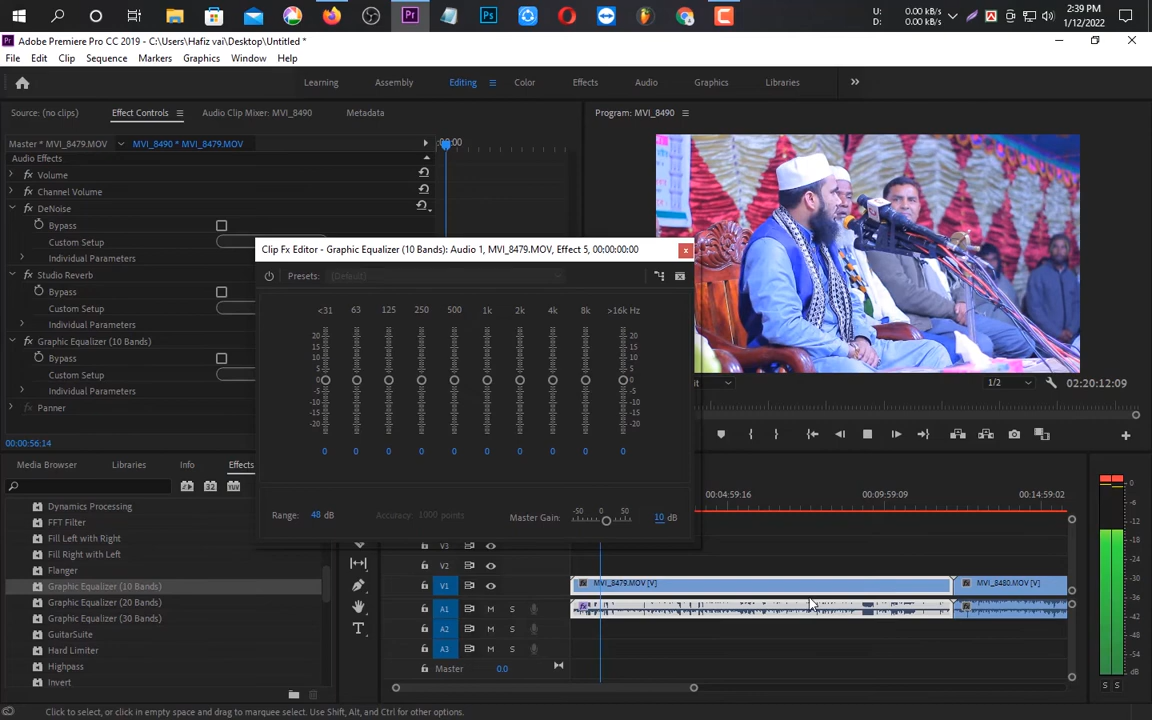 U: 0.00 kB/s
D: 0.00 kB/s
2:39 PM
1/12/2022
Adobe Premiere Pro CC 2019 - C:\Users\Hafiz vai\Desktop\Untitled *
File Edit Clip Sequence Markers Graphics Window Help
Learning Assembly Editing Color Effects Audio Graphics Libraries
Source: (no clips) Effect Controls Audio Clip Mixer: MVI_8490 Metadata
Program: MVI_8490
Master * MVI_8479.MOV
MVI_8490 * MVI_8479.MOV
:00:00
Audio Effects
fx Volume
fx Channel Volume
fx DeNoise
Bypass
Custom Setup
Individual Parameters
fx Studio Reverb
Bypass
Custom Setup
Individual Parameters
fx Graphic Equalizer (10 Bands)
Bypass
Custom Setup
Individual Parameters
fx Panner
00:00:56:14
Clip Fx Editor - Graphic Equalizer (10 Bands): Audio 1, MVI_8479.MOV, Effect 5, 00:00:00:00
Presets: (Default)
<31 63 125 250 500 1k 2k 4k 8k >16k Hz
20 20
15 15
10 10
5 5
0 0
-5 -5
-10 -10
-15 -15
-20 -20
0 0 0 0 0 0 0 0 0 0
Range: 48 dB
Accuracy: 1000 points
Master Gain: -50 0 50 10 dB
it
1/2
02:20:12:09
Media Browser Libraries Info Effects
Dynamics Processing
FFT Filter
Fill Left with Right
Fill Right with Left
Flanger
Graphic Equalizer (10 Bands)
Graphic Equalizer (20 Bands)
Graphic Equalizer (30 Bands)
GuitarSuite
Hard Limiter
Highpass
Invert
00:04:59:16 00:09:59:09 00:14:59:02
V3
V2
V1
MVI_8479.MOV [V]
MVI_8480.MOV [V]
A1 M S
A2 M S
A3 M S
Master 0.0
0
-6
-12
-18
-24
-30
-36
-42
-48
-54
dB
S S
Click to select, or click in empty space and drag to marquee select. Use Shift, Alt, and Ctrl for other options.